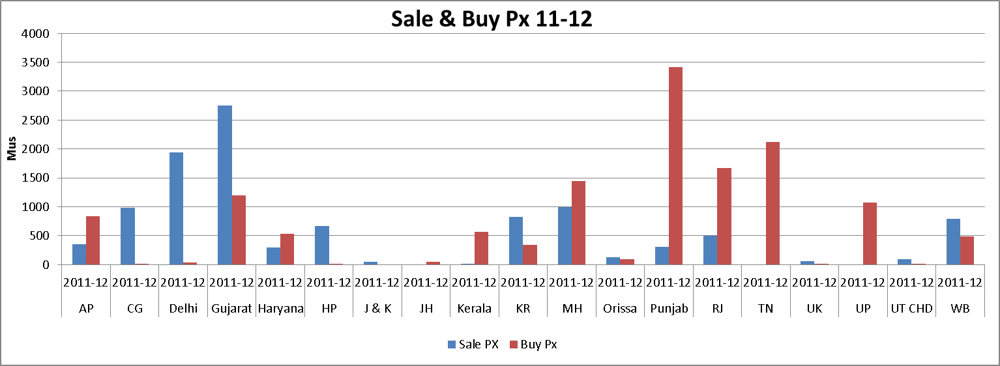 Sale & Buy Px 11-12
4000
3500
3000
2500
2000
1500
1000
500
0
Mus
2011-12 2011-12 2011-12 2011-12 2011-12 2011-12 2011-12 2011-12 2011-12 2011-12 2011-12 2011-12 2011-12 2011-12 2011-12 2011-12 2011-12 2011-12 2011-12
AP CG Delhi Gujarat Haryana HP J & K JH Kerala KR MH Orissa Punjab RJ TN UK UP UT CHD WB
Sale PX Buy Px